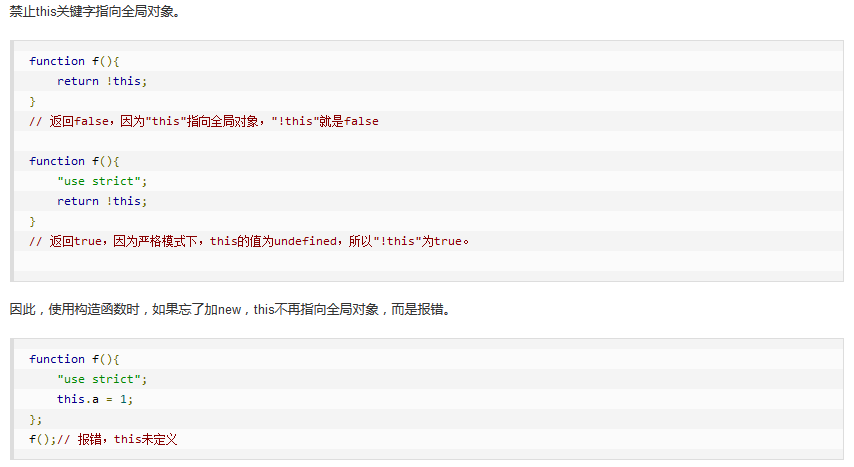 禁止this关键字指向全局对象。
function f(){
    return !this;
}
// 返回false，因为"this"指向全局对象，"!this"就是false
function f(){
    "use strict";
    return !this;
}
// 返回true，因为严格模式下，this的值为undefined，所以"!this"为true。
因此，使用构造函数时，如果忘了加new，this不再指向全局对象，而是报错。
function f(){
    "use strict";
    this.a = 1;
};
f();// 报错，this未定义